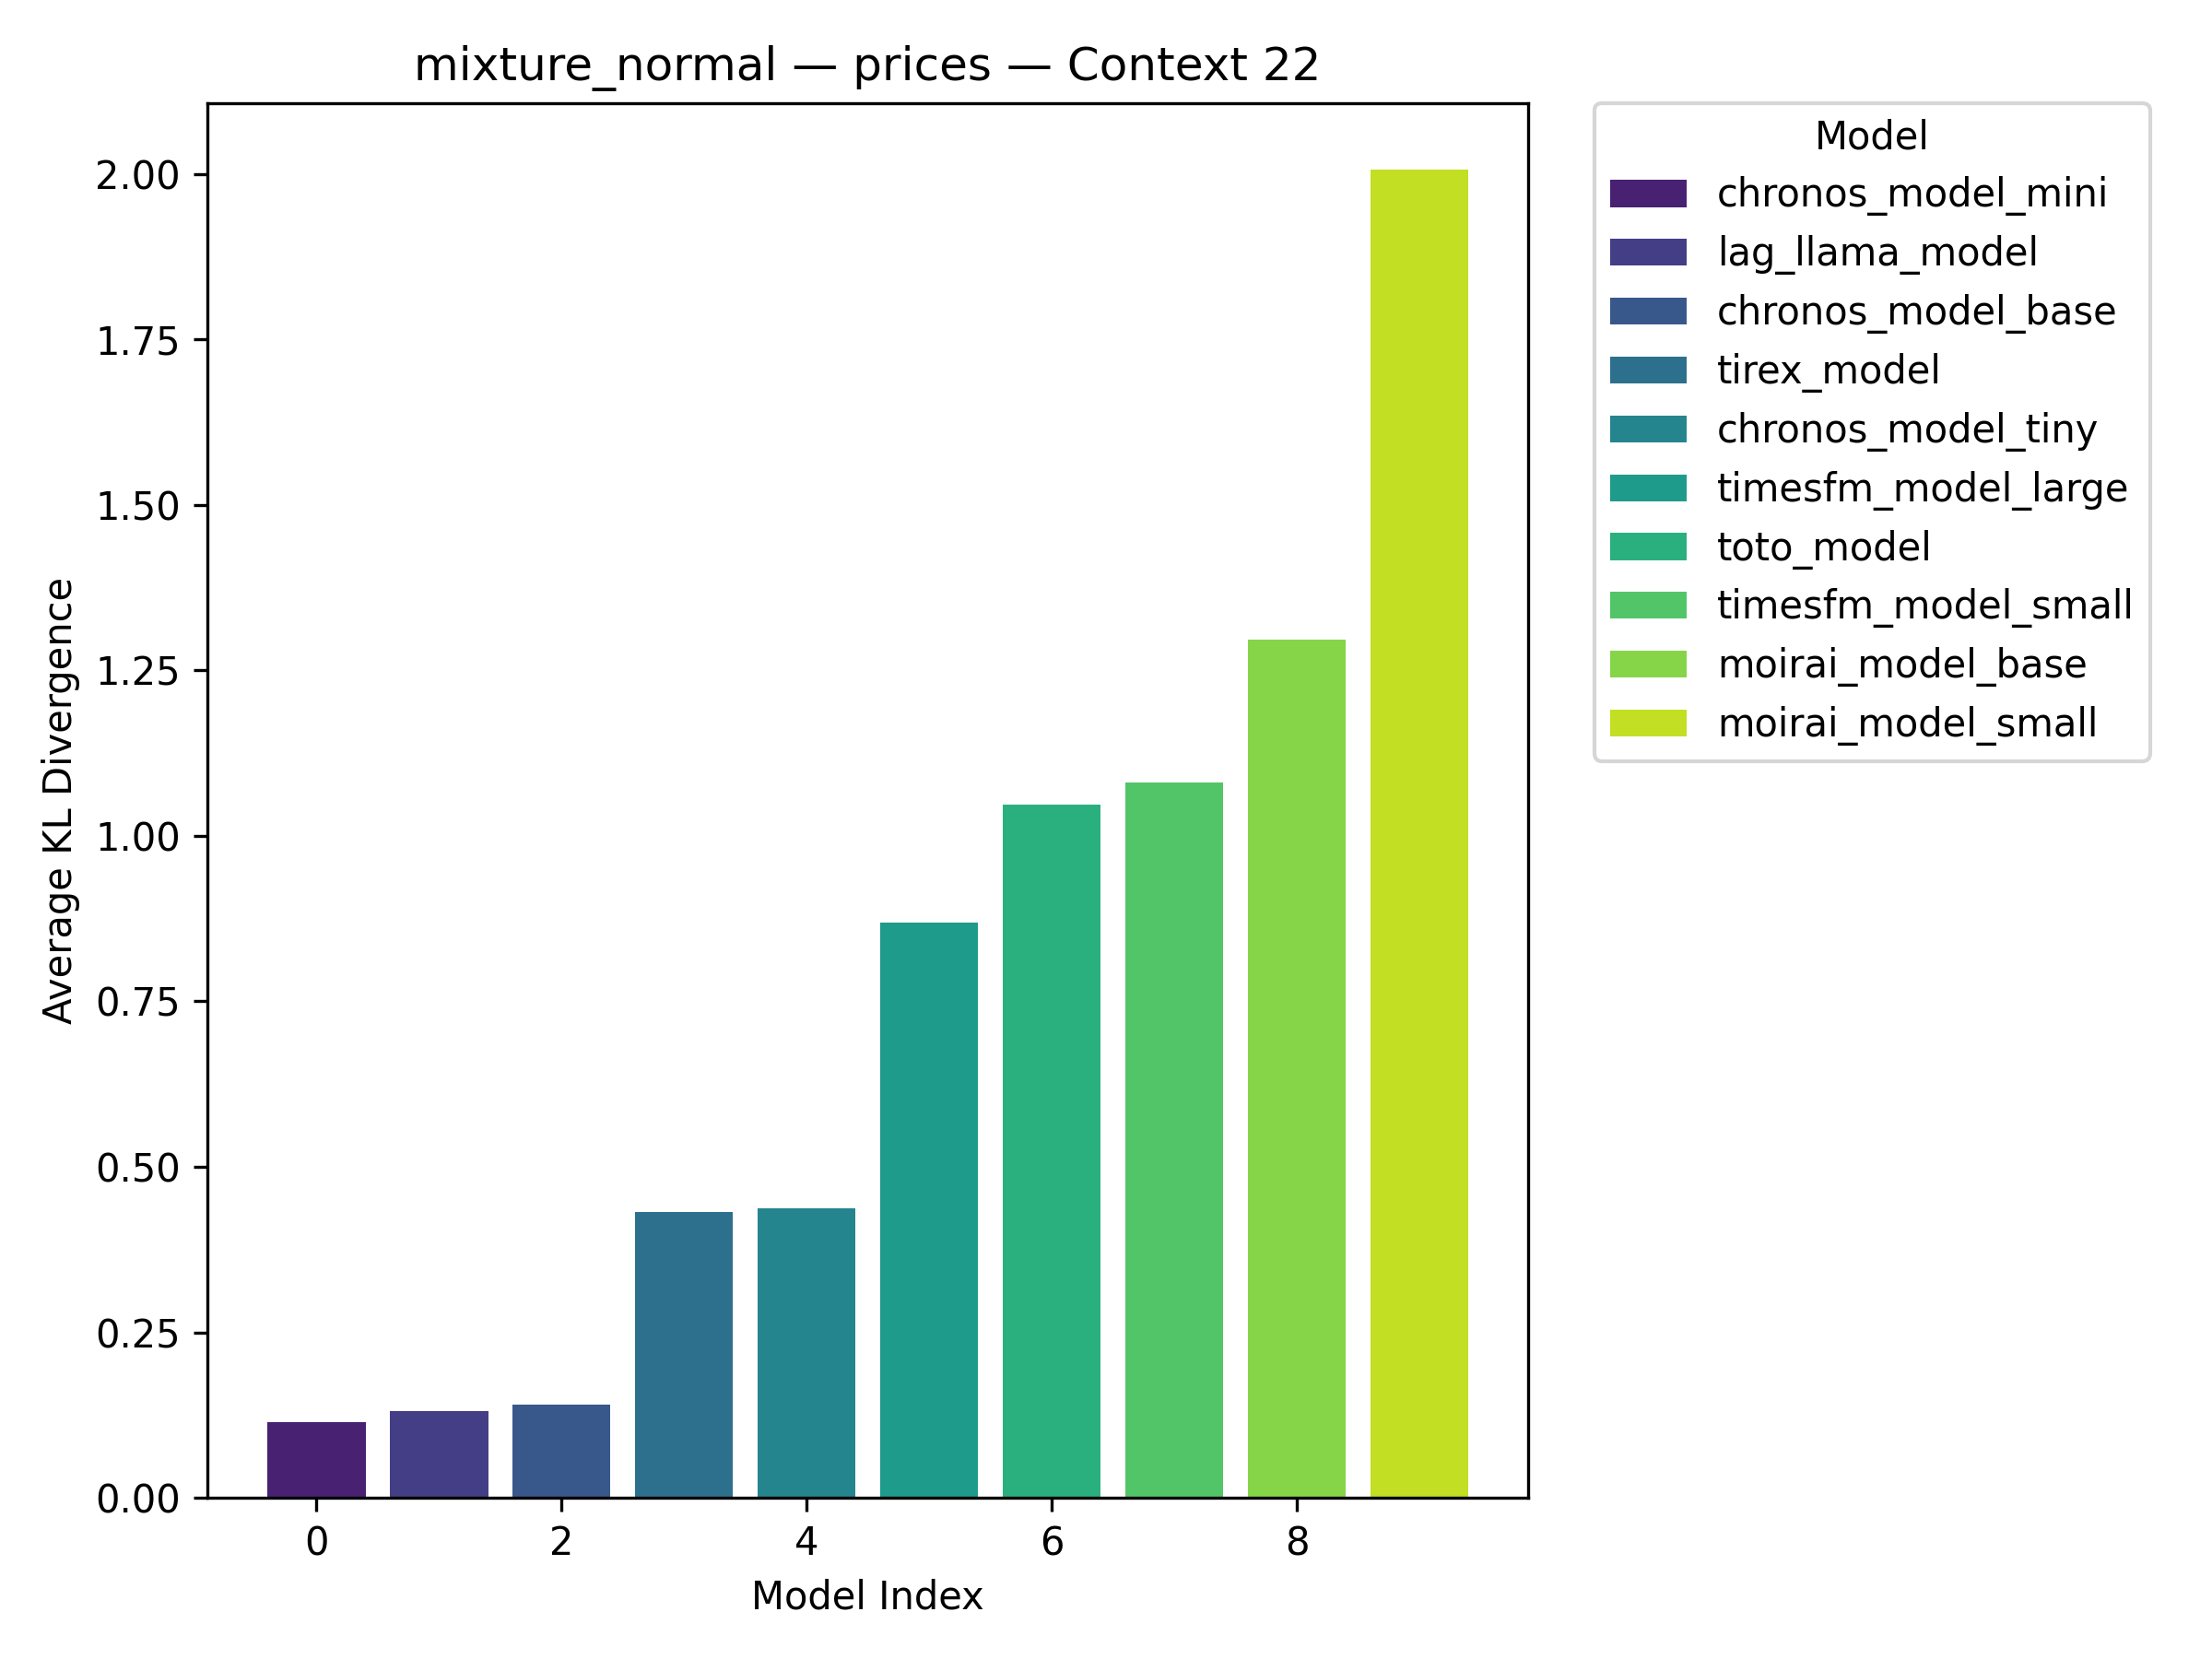 mixture_normal — prices — Context 22
Average KL Divergence
2.00
1.75
1.50
1.25
1.00
0.75
0.50
0.25
0.00
0 2 4 6 8
Model Index
Model
chronos_model_mini
lag_llama_model
chronos_model_base
tirex_model
chronos_model_tiny
timesfm_model_large
toto_model
timesfm_model_small
moirai_model_base
moirai_model_small